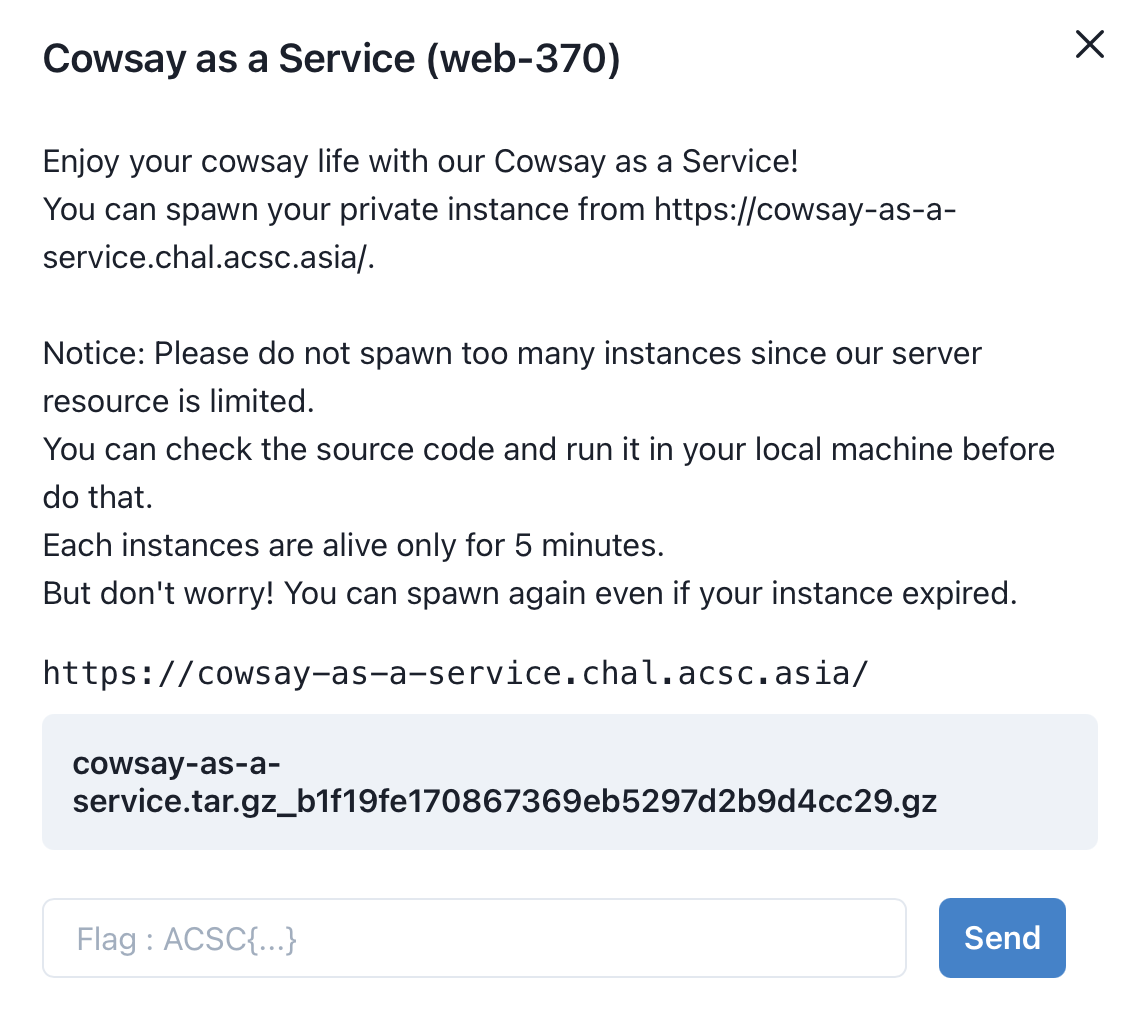 Cowsay as a Service (web-370)
Enjoy your cowsay life with our Cowsay as a Service!
You can spawn your private instance from https://cowsay-as-a-
service.chal.acsc.asia/.
Notice: Please do not spawn too many instances since our server
resource is limited.
You can check the source code and run it in your local machine before
do that.
Each instances are alive only for 5 minutes.
But don't worry! You can spawn again even if your instance expired.
https://cowsay-as-a-service.chal.acsc.asia/
cowsay-as-a-
service.tar.gz_b1f19fe170867369eb5297d2b9d4cc29.gz
Flag : ACSC{...}
Send